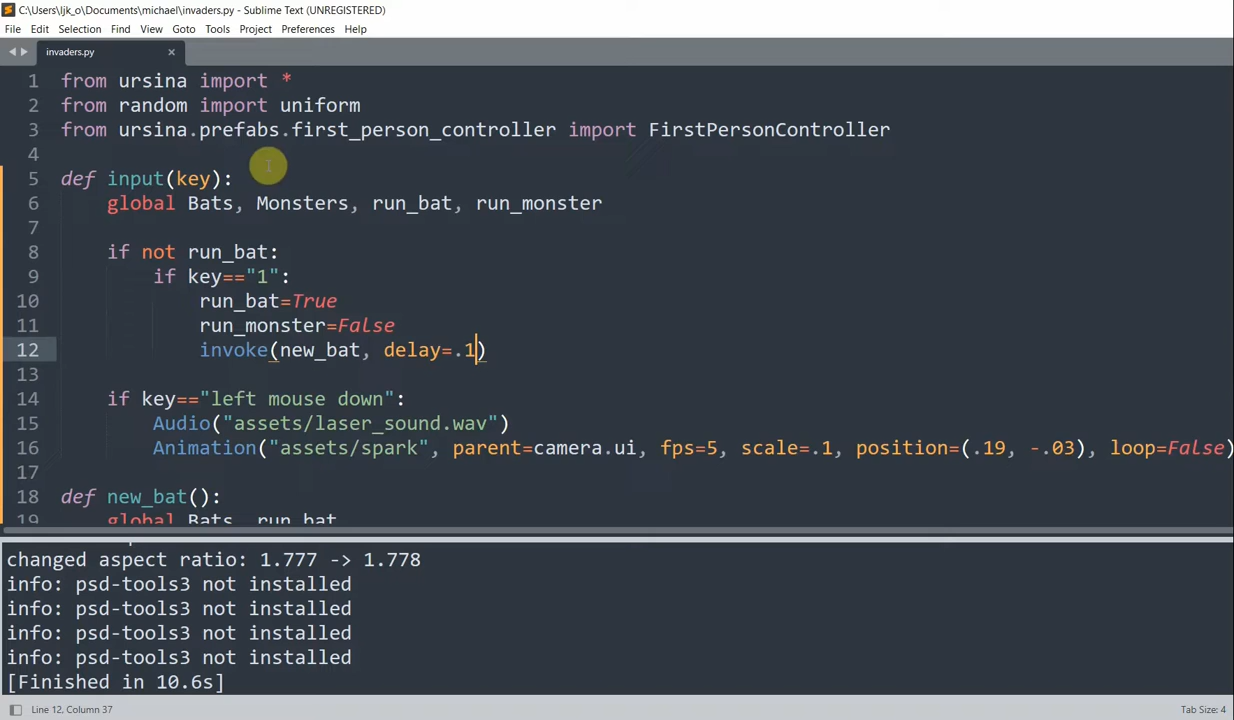 C:\Users\ljk_o\Documents\michael\invaders.py - Sublime Text (UNREGISTERED)
File Edit Selection Find View Goto Tools Project Preferences Help
invaders.py
1 from ursina import *
2 from random import uniform
3 from ursina.prefabs.first_person_controller import FirstPersonController
4
5 def input(key):
6 global Bats, Monsters, run_bat, run_monster
7
8 if not run_bat:
9 if key=="1":
10 run_bat=True
11 run_monster=False
12 invoke(new_bat, delay=.1)
13
14 if key=="left mouse down":
15 Audio("assets/laser_sound.wav")
16 Animation("assets/spark", parent=camera.ui, fps=5, scale=.1, position=(.19, -.03), loop=False)
17
18 def new_bat():
19 global Bats, run_bat
changed aspect ratio: 1.777 -> 1.778
info: psd-tools3 not installed
info: psd-tools3 not installed
info: psd-tools3 not installed
info: psd-tools3 not installed
[Finished in 10.6s]
Line 12, Column 37
Tab Size: 4